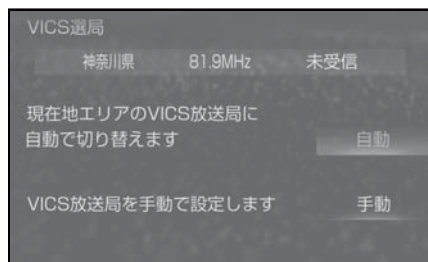 VICS選局
神奈川県 81.9MHz 未受信
現在地エリアのVICS放送局に
自動で切り替えます 自動
VICS放送局を手動で設定します 手動